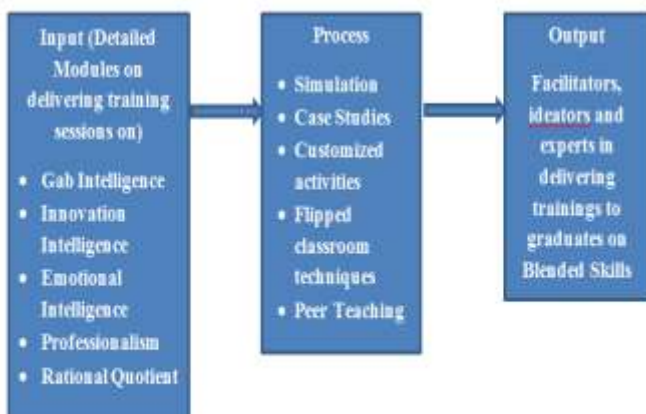 Input (Detailed
Modules on
delivering training
sessions on)
• Gab Intelligence
• Innovation
Intelligence
• Emotional
Intelligence
• Professionalism
• Rational Quotient
Process
• Simulation
• Case Studies
• Customized
activities
• Flipped
classroom
techniques
• Peer Teaching
Output
Facilitators,
ideators and
experts in
delivering
trainings to
graduates on
Blended Skills